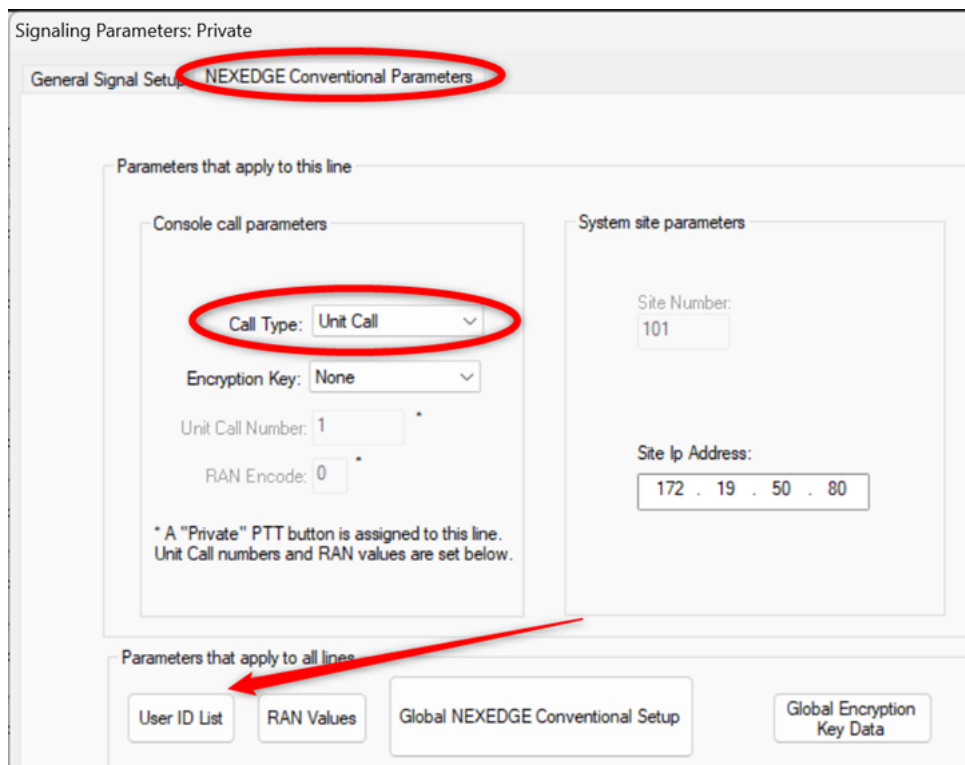 Signaling Parameters: Private
General Signal Setup
NEXEDGE Conventional Parameters
Parameters that apply to this line
Console call parameters
System site parameters
Call Type: Unit Call
Site Number:
101
Encryption Key: None
Unit Call Number: 1 *
RAN Encode: 0 *
Site Ip Address:
172 . 19 . 50 . 80
* A "Private" PTT button is assigned to this line.
Unit Call numbers and RAN values are set below.
Parameters that apply to all lines
User ID List
RAN Values
Global NEXEDGE Conventional Setup
Global Encryption
Key Data